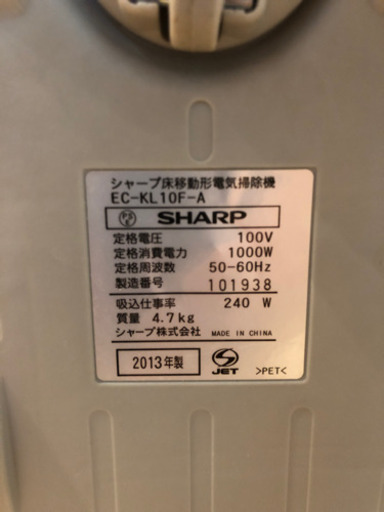 シャープ床移動形電気掃除機
EC-KL10F-A
PS E SHARP
定格電圧 100V
定格消費電力 1000W
定格周波数 50-60Hz
製造番号 101938
吸込仕事率 240 W
質量 4.7kg
シャープ株式会社 MADE IN CHINA
2013年製 JET >PET<